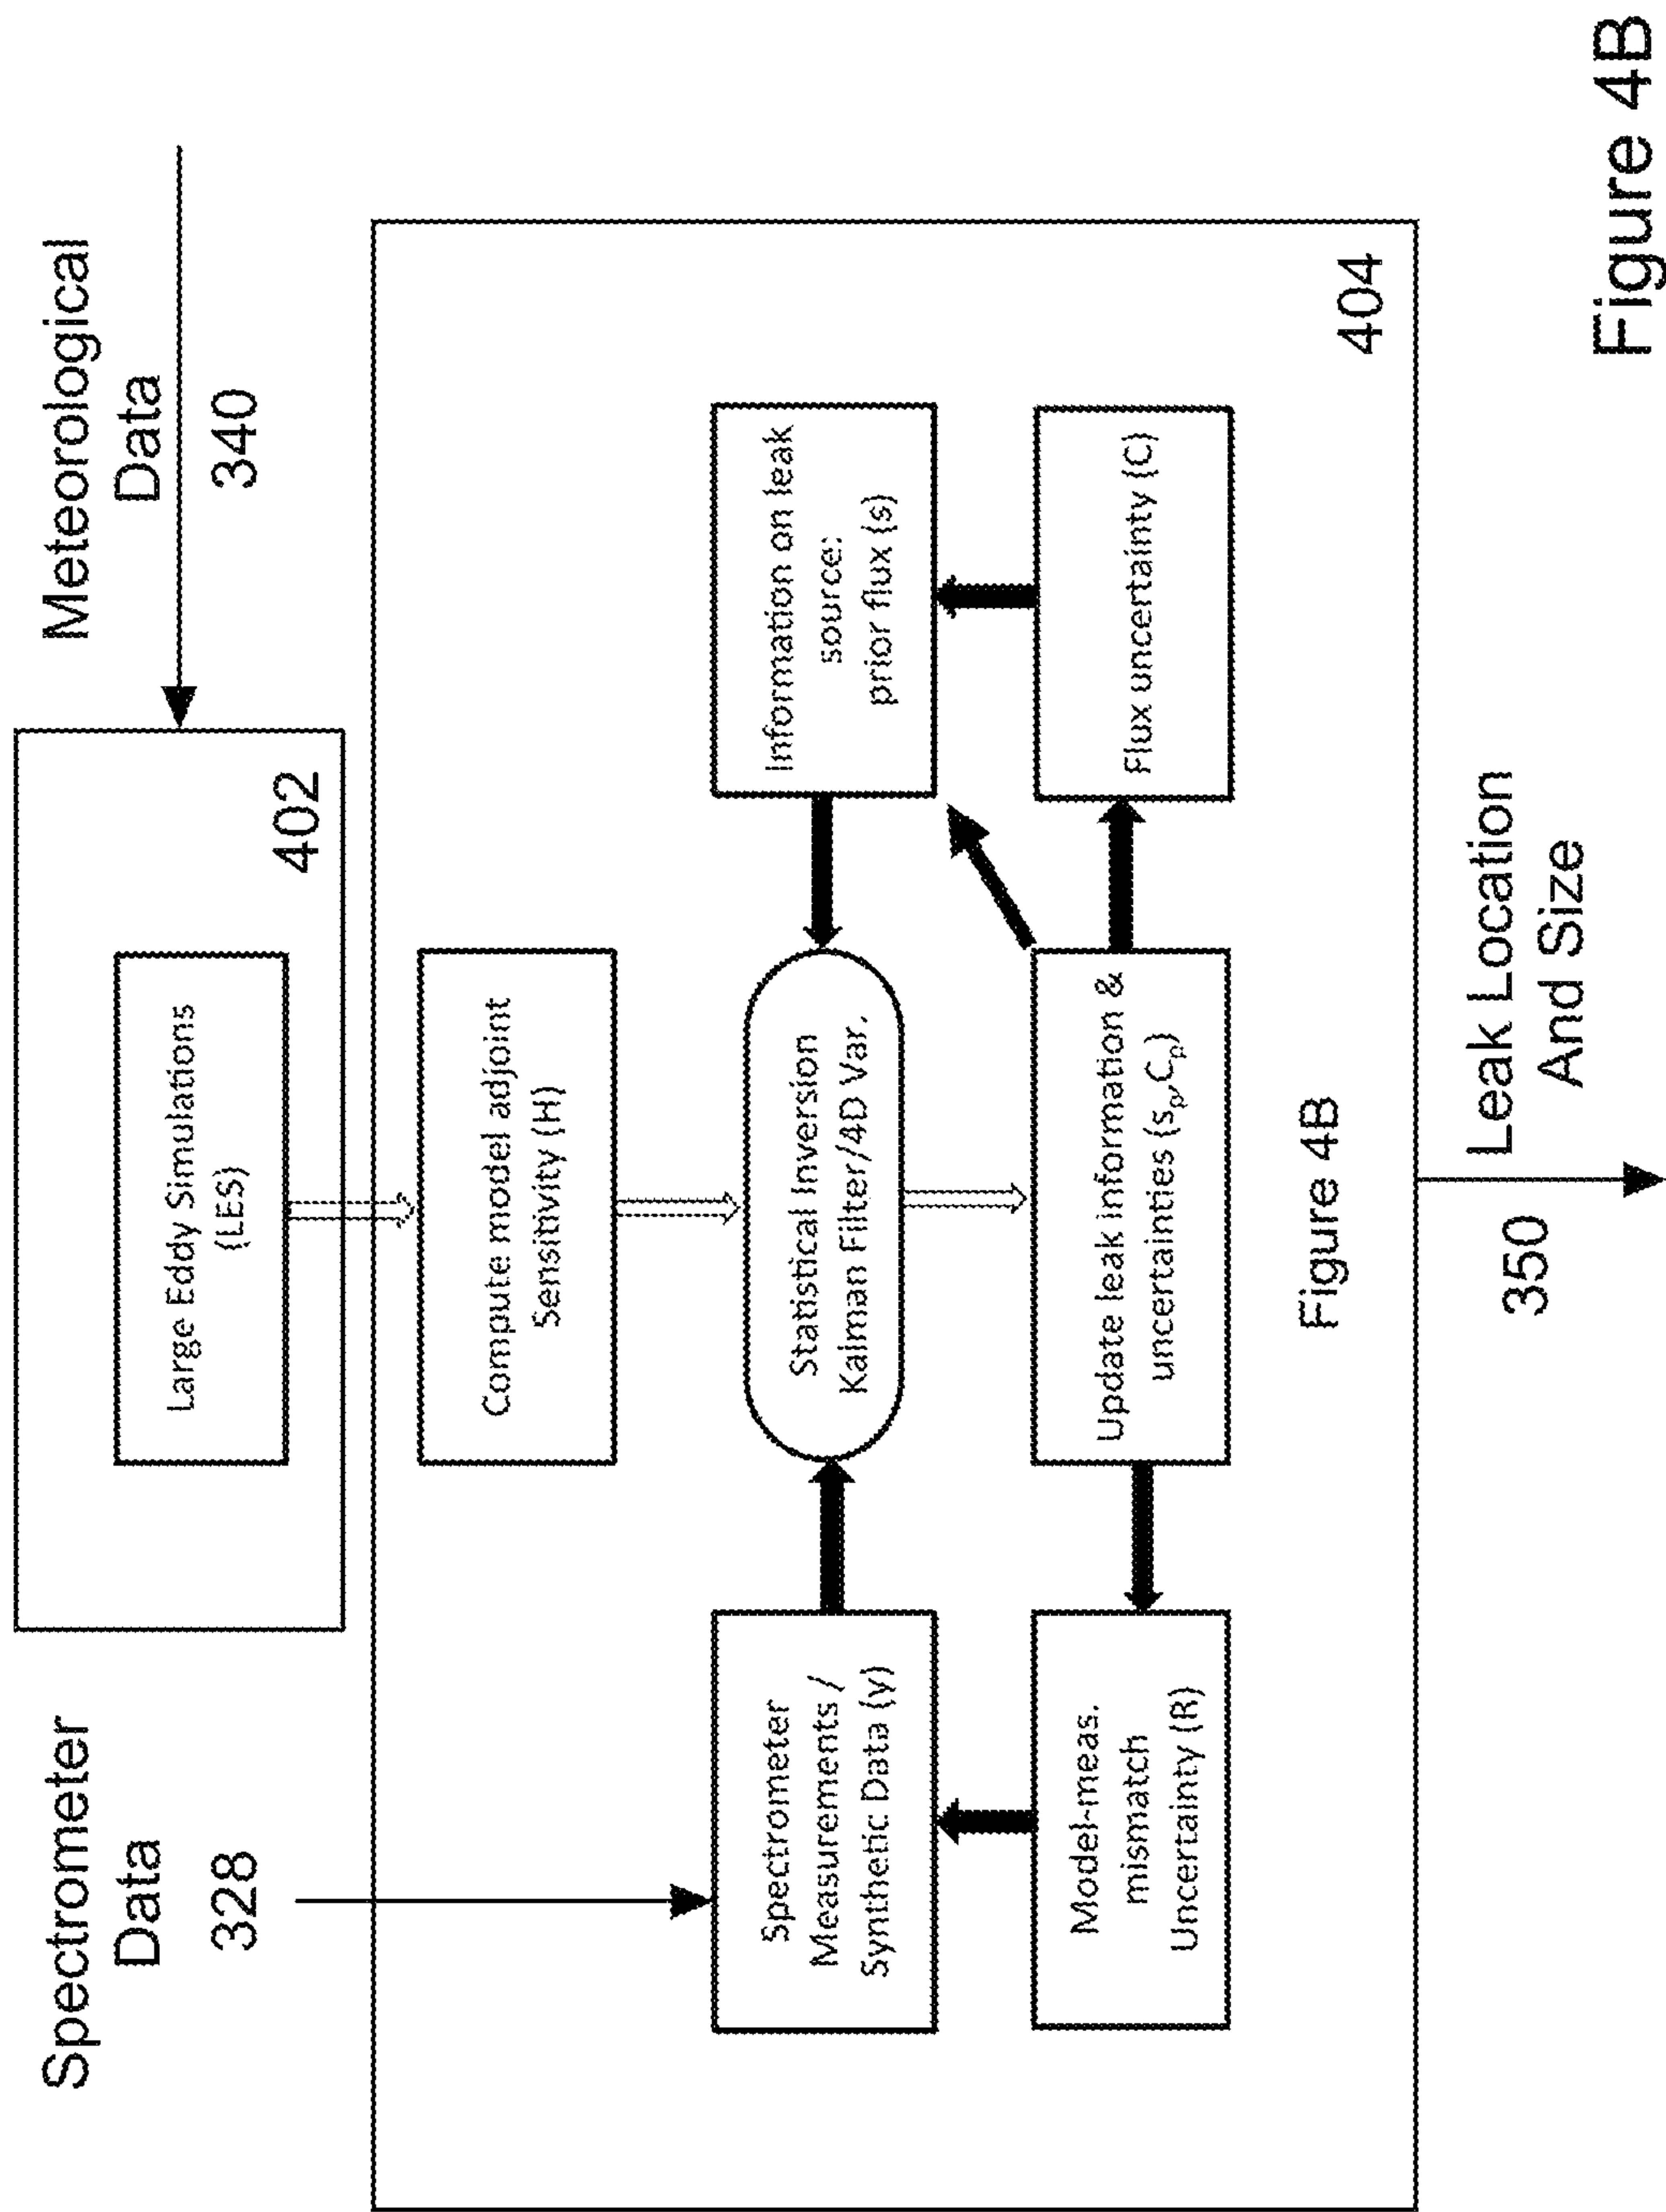 Spectrometer
Data
328
Meteorological
Data
340
Large Eddy Simulations
(LES)
402
Compute model adjoint
Sensitivity (H)
Spectrometer
Measurements /
Synthetic Data (y)
Statistical Inversion
Kalman Filter/4D Var.
Information on leak
source:
prior flux (s)
Model-meas.
mismatch
Uncertainty (R)
Update leak information &
uncertainties (sₚ,Cₚ)
Flux uncertainty (C)
Figure 4B
404
350
Leak Location
And Size
Figure 4B